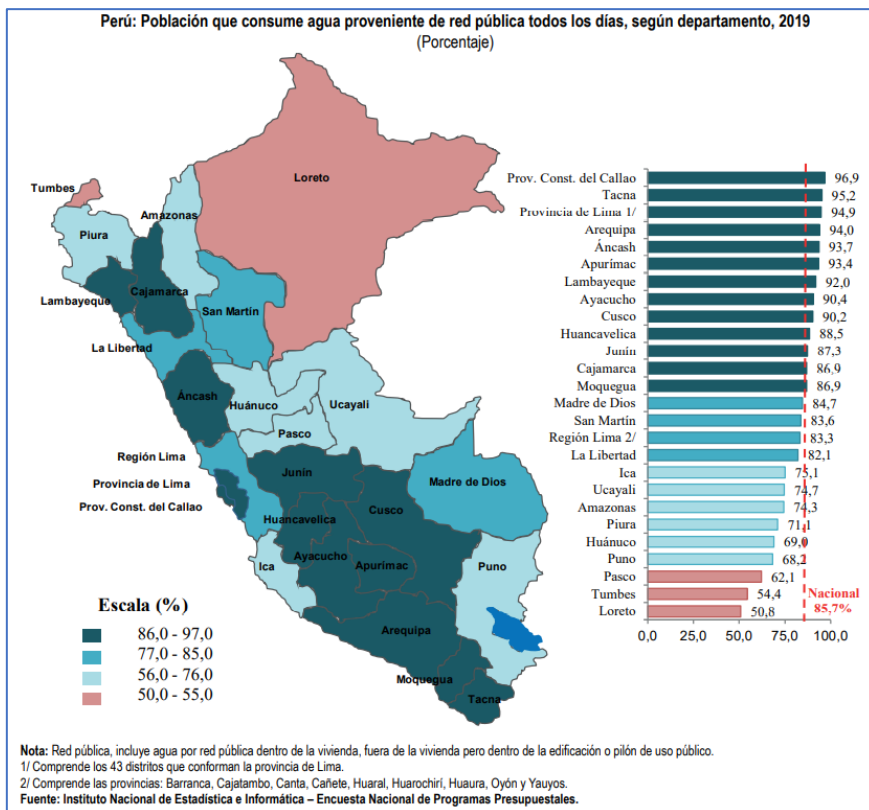 Perú: Población que consume agua proveniente de red pública todos los días, según departamento, 2019
(Porcentaje)
Loreto
Tumbes
Amazonas
Piura
Lambayeque
Cajamarca
San Martín
La Libertad
Áncash
Huánuco
Ucayali
Pasco
Región Lima
Junín
Provincia de Lima
Madre de Dios
Prov. Const. del Callao
Cusco
Huancavelica
Ayacucho
Ica
Apurímac
Puno
Arequipa
Moquegua
Tacna
Escala (%)
86,0 - 97,0
77,0 - 85,0
56,0 - 76,0
50,0 - 55,0
Prov. Const. del Callao 96,9
Tacna 95,2
Provincia de Lima 1/ 94,9
Arequipa 94,0
Áncash 93,7
Apurímac 93,4
Lambayeque 92,0
Ayacucho 90,4
Cusco 90,2
Huancavelica 88,5
Junín 87,3
Cajamarca 86,9
Moquegua 86,9
Madre de Dios 84,7
San Martín 83,6
Región Lima 2/ 83,3
La Libertad 82,1
Ica 75,1
Ucayali 74,7
Amazonas 74,3
Piura 71,1
Huánuco 69,0
Puno 68,2
Pasco 62,1
Tumbes 54,4
Loreto 50,8
Nacional
85,7%
0,0 25,0 50,0 75,0 100,0
Nota: Red pública, incluye agua por red pública dentro de la vivienda, fuera de la vivienda pero dentro de la edificación o pilón de uso público.
1/ Comprende los 43 distritos que conforman la provincia de Lima.
2/ Comprende las provincias: Barranca, Cajatambo, Canta, Cañete, Huaral, Huarochirí, Huaura, Oyón y Yauyos.
Fuente: Instituto Nacional de Estadística e Informática – Encuesta Nacional de Programas Presupuestales.